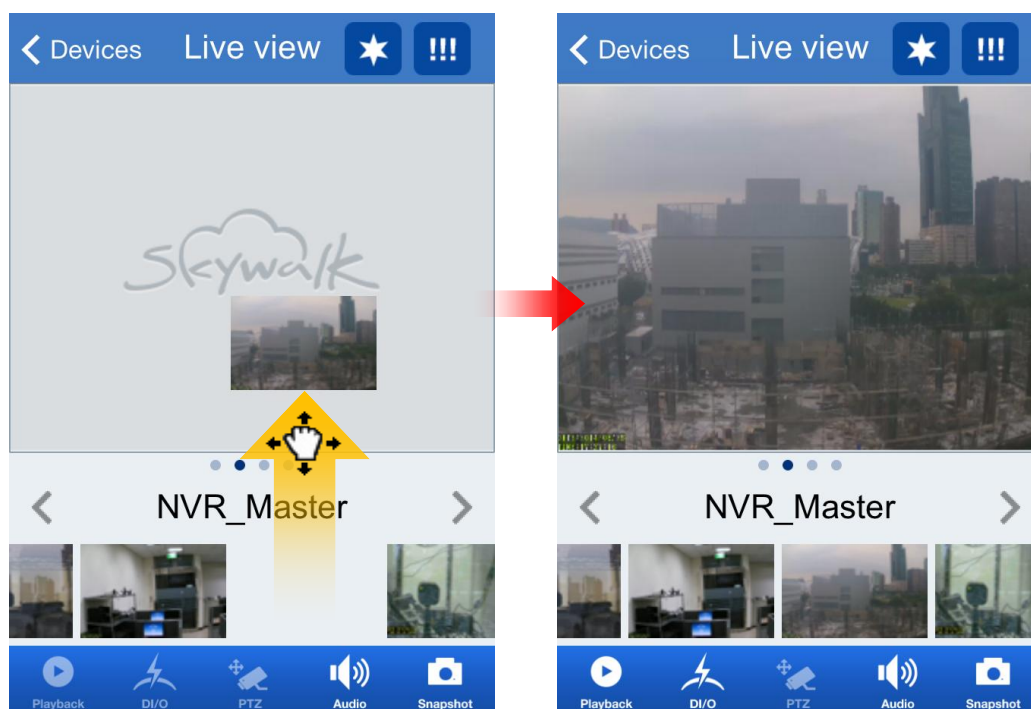 Devices Live view !!!
skywalk
NVR_Master
Playback DI/O PTZ Audio Snapshot
Devices Live view !!!
NVR_Master
Playback DI/O PTZ Audio Snapshot